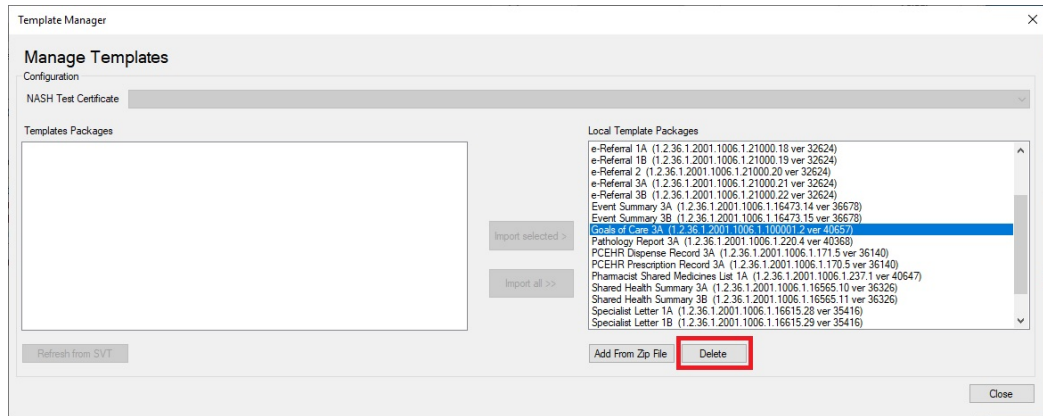 Template Manager
Manage Templates
Configuration
NASH Test Certificate
Templates Packages
Local Template Packages
e-Referral 1A (1.2.36.1.2001.1006.1.21000.18 ver 32624)
e-Referral 1B (1.2.36.1.2001.1006.1.21000.19 ver 32624)
e-Referral 2 (1.2.36.1.2001.1006.1.21000.20 ver 32624)
e-Referral 3A (1.2.36.1.2001.1006.1.21000.21 ver 32624)
e-Referral 3B (1.2.36.1.2001.1006.1.21000.22 ver 32624)
Event Summary 3A (1.2.36.1.2001.1006.1.16473.14 ver 36678)
Event Summary 3B (1.2.36.1.2001.1006.1.16473.15 ver 36678)
Goals of Care 3A (1.2.36.1.2001.1006.1.100001.2 ver 40657)
Pathology Report 3A (1.2.36.1.2001.1006.1.220.4 ver 40368)
PCEHR Dispense Record 3A (1.2.36.1.2001.1006.1.171.5 ver 36140)
PCEHR Prescription Record 3A (1.2.36.1.2001.1006.1.170.5 ver 36140)
Pharmacist Shared Medicines List 1A (1.2.36.1.2001.1006.1.237.1 ver 40647)
Shared Health Summary 3A (1.2.36.1.2001.1006.1.16565.10 ver 36326)
Shared Health Summary 3B (1.2.36.1.2001.1006.1.16565.11 ver 36326)
Specialist Letter 1A (1.2.36.1.2001.1006.1.16615.28 ver 35416)
Specialist Letter 1B (1.2.36.1.2001.1006.1.16615.29 ver 35416)
Import selected >
Import all >>
Refresh from SVT
Add From Zip File
Delete
Close